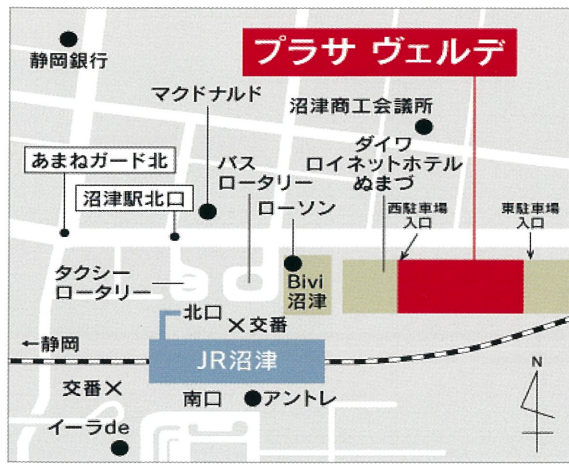 プラサ ヴェルデ
静岡銀行
マクドナルド
沼津商工会議所
ダイワ
ロイネットホテル
ぬまづ
あまねガード北
バス
ロータリー
沼津駅北口
ローソン
西駐車場
入口
東駐車場
入口
タクシー
ロータリー
Bivi
沼津
北口
交番
←静岡
JR沼津
N
交番
南口
アントレ
イーラde